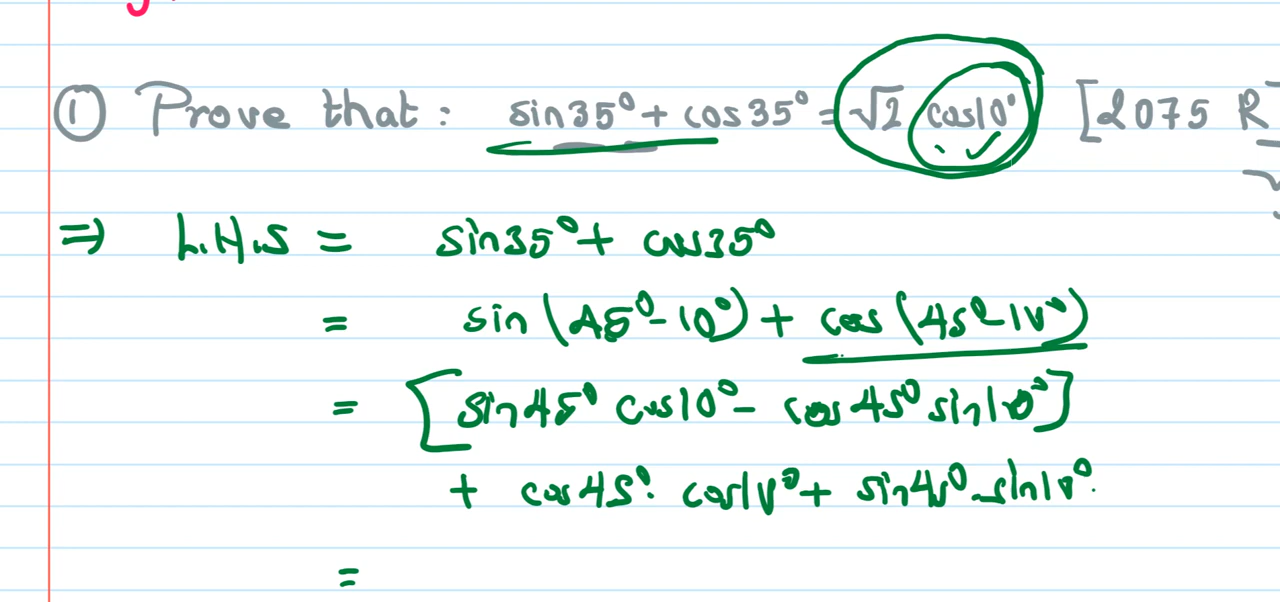 ① Prove that : sin35° + cos35° = √2 cos10° [2075 R]
⇒ L.H.S = sin35° + cos35°
= sin(45°-10°) + cos(45°-10°)
= [sin45° cos10° - cos45° sin10°]
+ cos45°. cos10° + sin45°.sin10°.
=